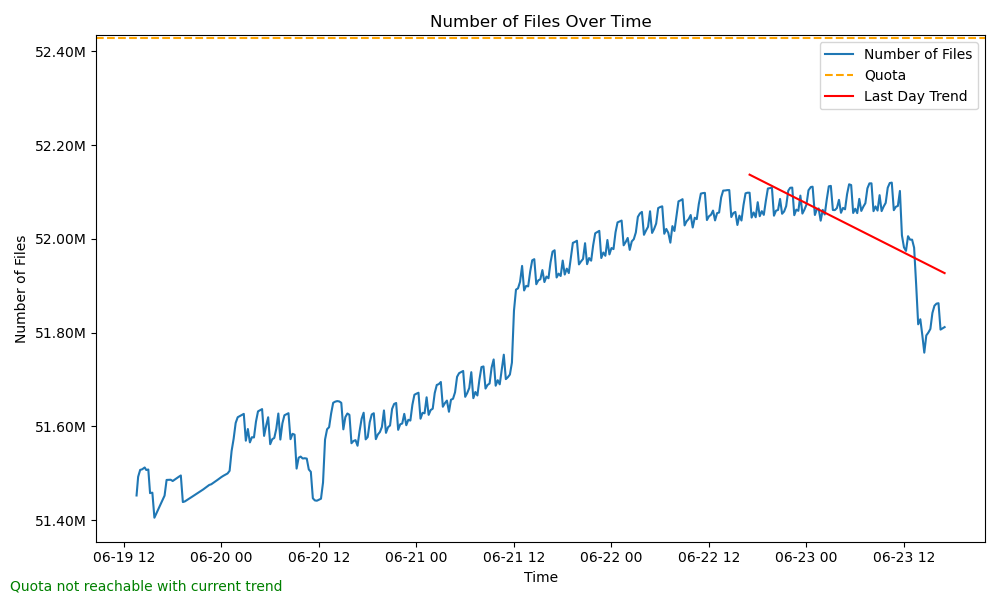 Number of Files Over Time
52.40M
52.20M
52.00M
51.80M
51.60M
51.40M
Number of Files
Number of Files
Quota
Last Day Trend
06-19 12
06-20 00
06-20 12
06-21 00
06-21 12
06-22 00
06-22 12
06-23 00
06-23 12
Time
Quota not reachable with current trend